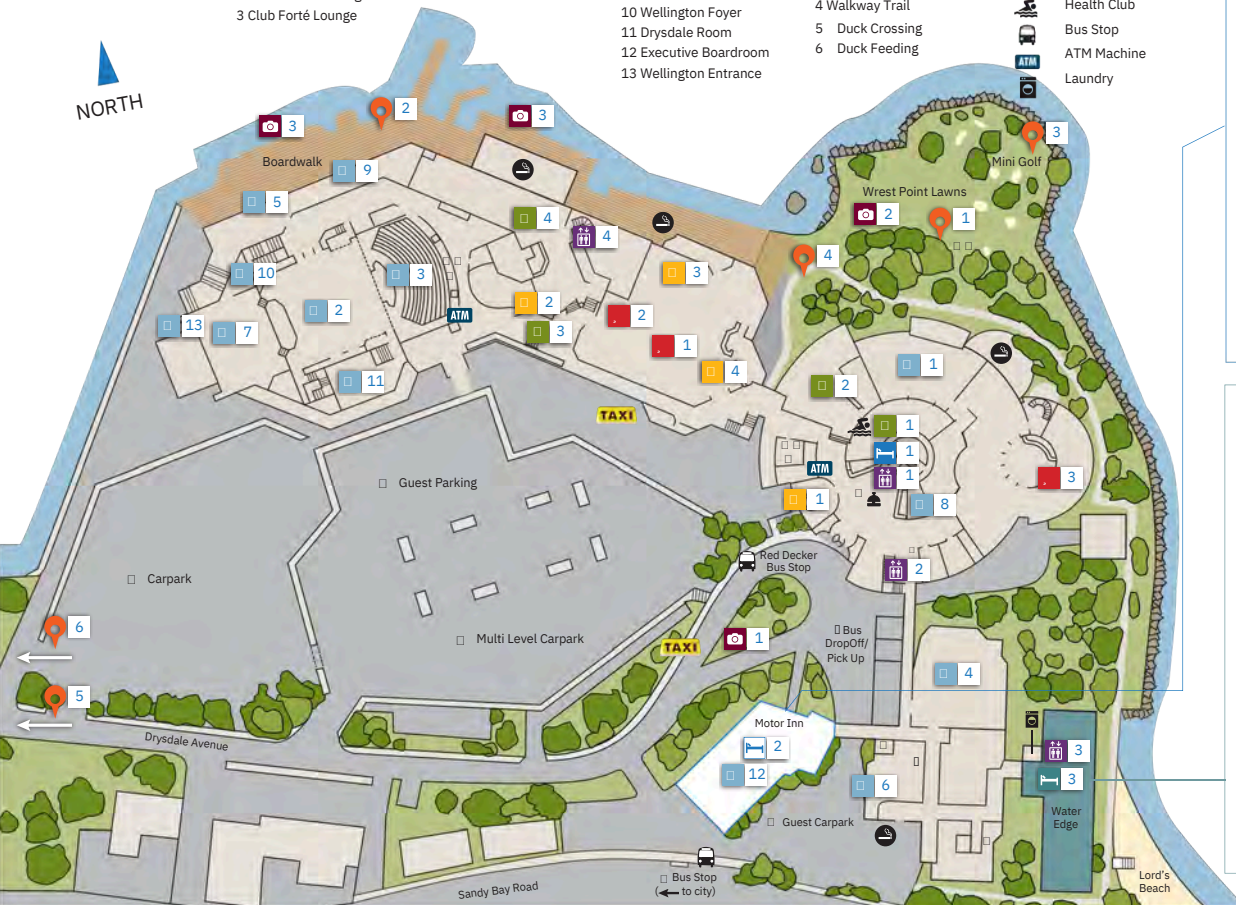 3 Club Forté Lounge
10 Wellington Foyer
11 Drysdale Room
12 Executive Boardroom
13 Wellington Entrance
4 Walkway Trail
5 Duck Crossing
6 Duck Feeding
Health Club
Bus Stop
ATM
ATM Machine
Laundry
NORTH
2
3
3
Boardwalk
9
5
3
Mini Golf
Wrest Point Lawns
2
1
4
4
4
10
3
3
13
7
2
ATM
2
3
2
1
4
11
1
2
TAXI
1
1
ATM
1
3
1
8
Guest Parking
Red Decker
Bus Stop
2
Carpark
6
Multi Level Carpark
TAXI
1
Bus
DropOff/
Pick Up
4
5
Drysdale Avenue
Motor Inn
2
12
6
3
3
Water
Edge
Guest Carpark
Bus Stop
( to city)
Sandy Bay Road
Lord's
Beach